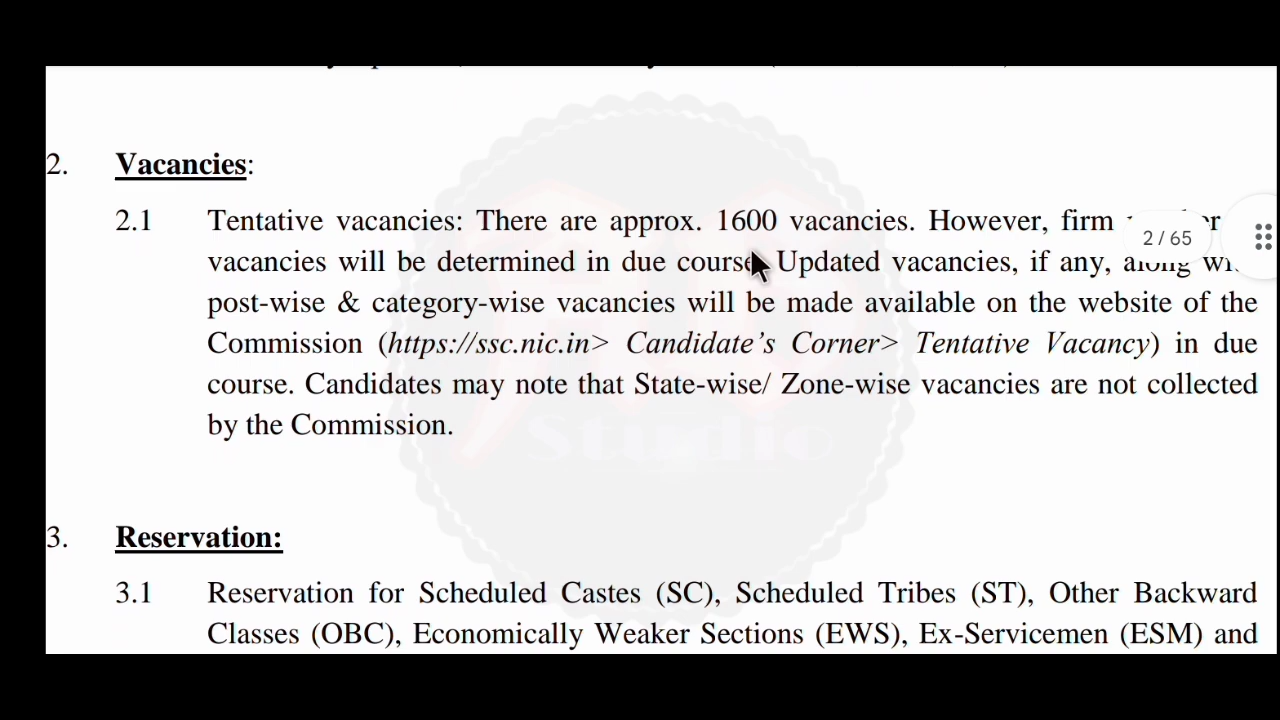 2. Vacancies:
2.1 Tentative vacancies: There are approx. 1600 vacancies. However, firm
vacancies will be determined in due course. Updated vacancies, if any, along
post-wise & category-wise vacancies will be made available on the website of the
Commission (https://ssc.nic.in> Candidate's Corner> Tentative Vacancy) in due
course. Candidates may note that State-wise/ Zone-wise vacancies are not collected
by the Commission.
2 / 65
Studio
3. Reservation:
3.1 Reservation for Scheduled Castes (SC), Scheduled Tribes (ST), Other Backward
Classes (OBC), Economically Weaker Sections (EWS), Ex-Servicemen (ESM) and